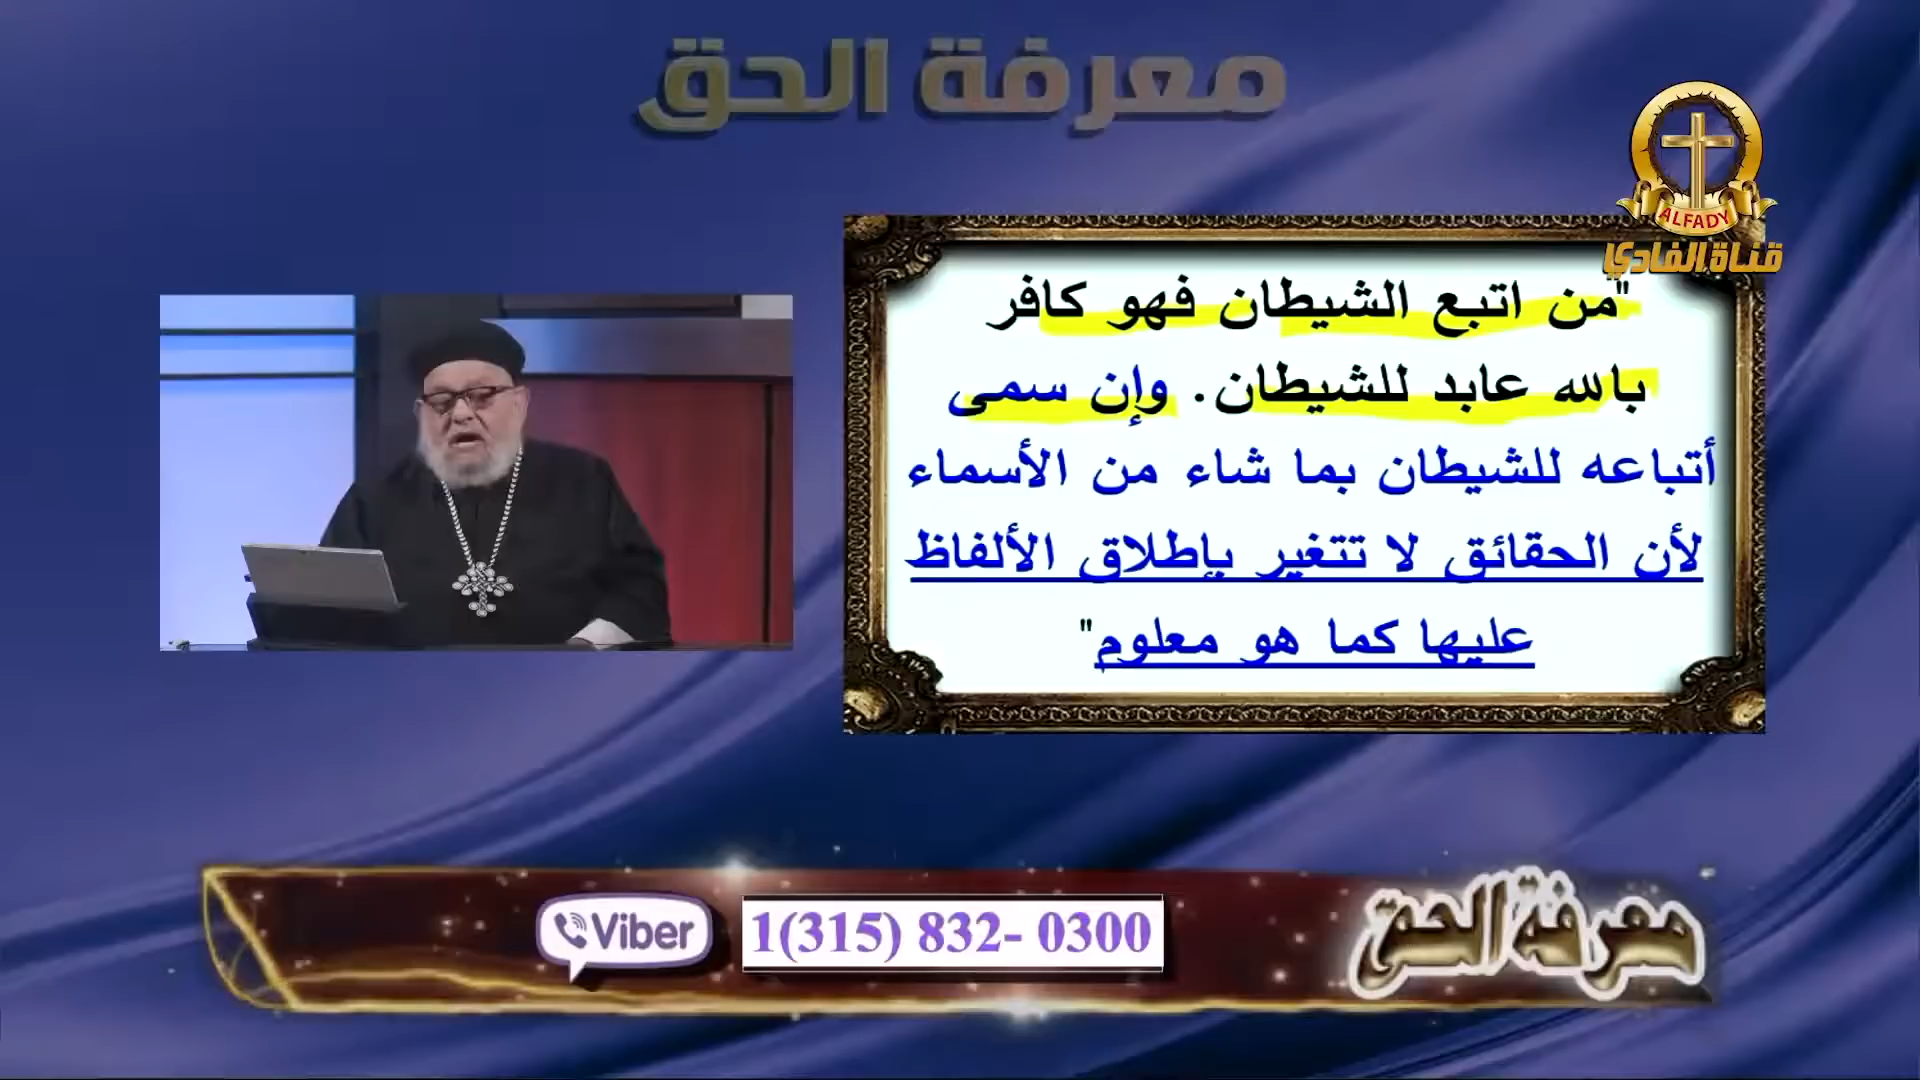 معرفة الحق
ALFADY
قناة الفادي
"من اتبع الشيطان فهو كافر
بالله عابد للشيطان. وإن سمى
أتباعه للشيطان بما شاء من الأسماء
لأن الحقائق لا تتغير بإطلاق الألفاظ
عليها كما هو معلوم"
Viber
1(315) 832- 0300
معرفة الحق